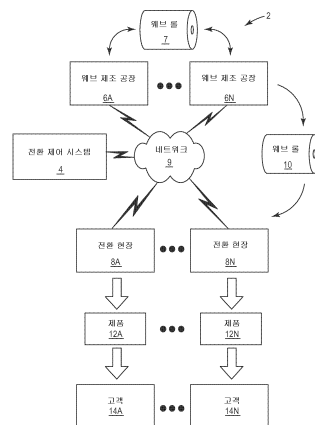 2
웨브 롤
7
웨브 제조 공장
6A
웨브 제조 공장
6N
전환 제어 시스템
4
네트워크
9
웨브 롤
10
전환 현장
8A
전환 현장
8N
제품
12A
제품
12N
고객
14A
고객
14N